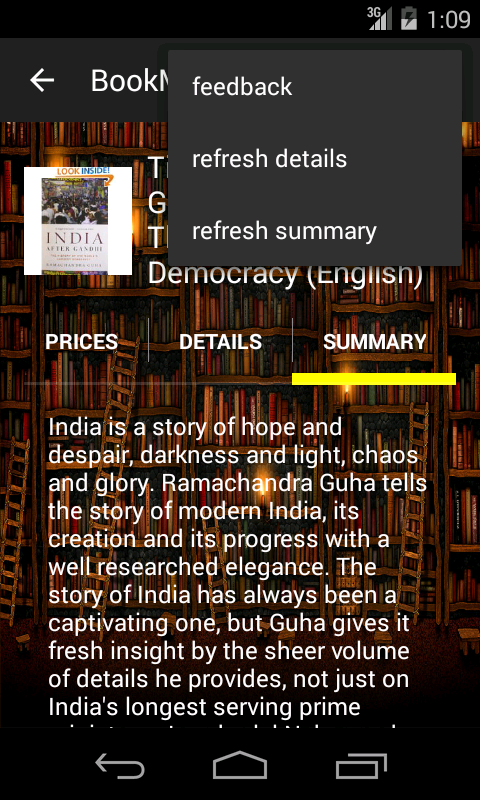 3G 1:09
BookM
feedback
refresh details
refresh summary
LOOK INSIDE!
INDIA
AFTER GANDHI
RAMACHANDRA GUHA
Democracy (English)
PRICES DETAILS SUMMARY
India is a story of hope and
despair, darkness and light, chaos
and glory. Ramachandra Guha tells
the story of modern India, its
creation and its progress with a
well researched elegance. The
story of India has always been a
captivating one, but Guha gives it
fresh insight by the sheer volume
of details he provides, not just on
India's longest serving prime